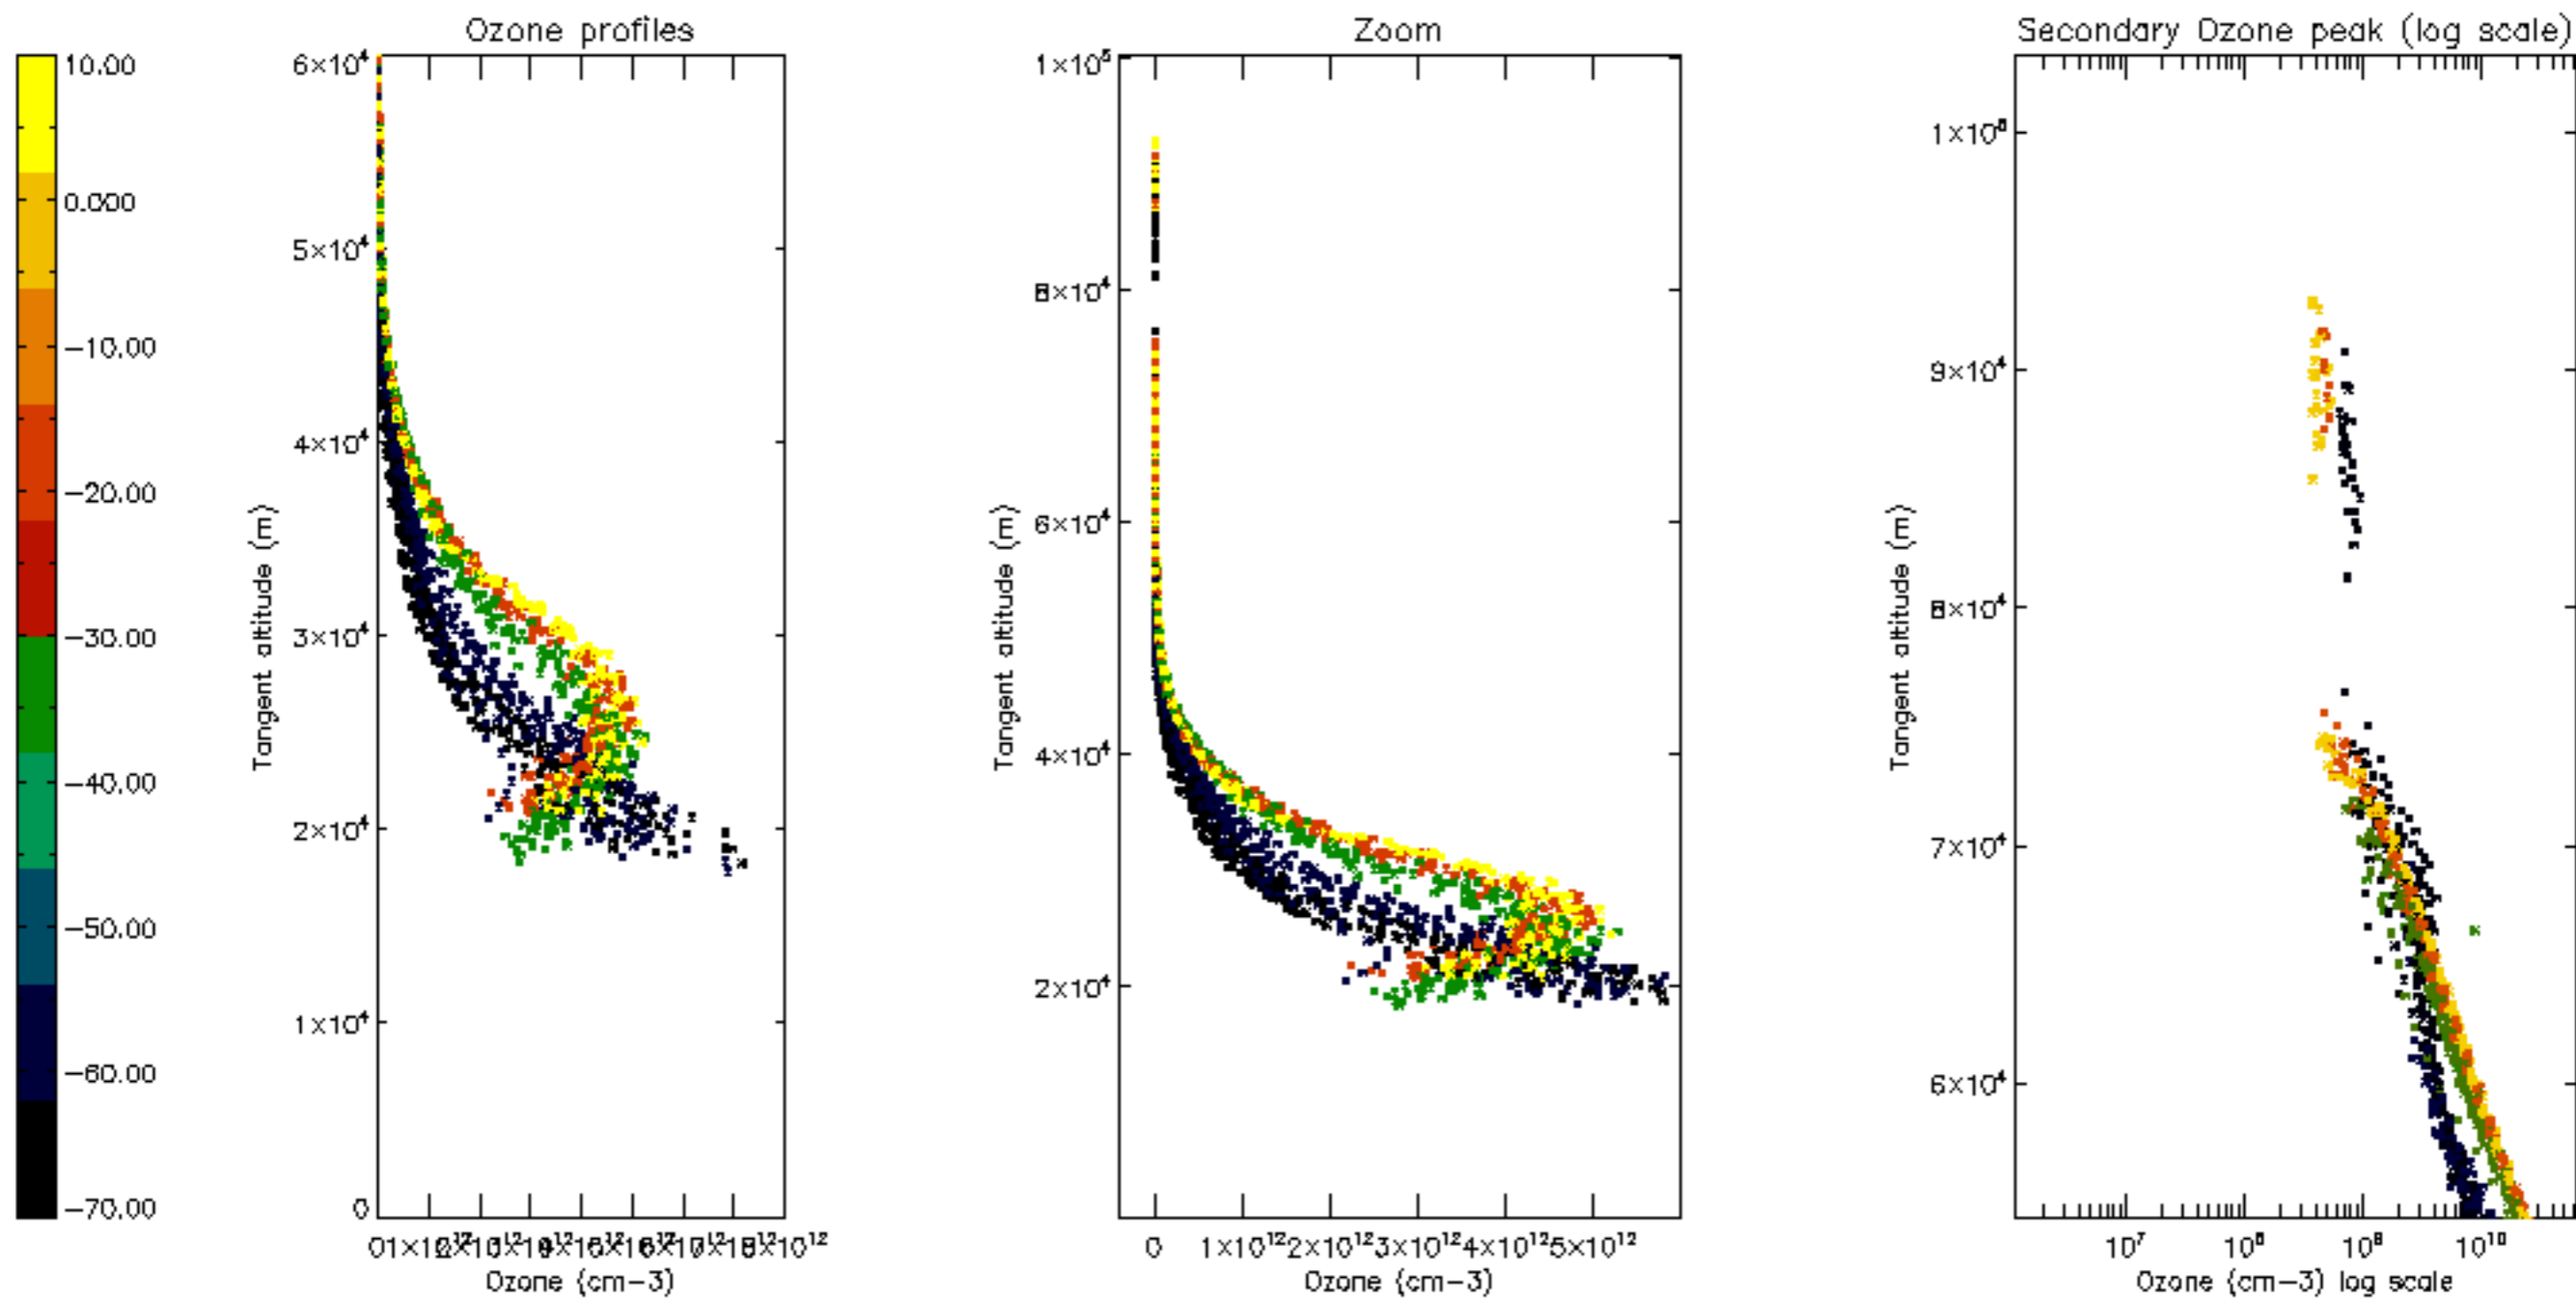 Ozone profiles
Zoom
Secondary Ozone peak (log scale)
10.00
0.000
−10.00
−20.00
−30.00
−40.00
−50.00
−60.00
−70.00
6×10⁴
5×10⁴
4×10⁴
3×10⁴
2×10⁴
1×10⁴
0
Tangent altitude (m)
Ozone (cm−3)
1×10⁵
8×10⁴
6×10⁴
4×10⁴
2×10⁴
Tangent altitude (m)
0 1×10¹² 2×10¹² 3×10¹² 4×10¹² 5×10¹²
Ozone (cm−3)
9×10⁴
8×10⁴
7×10⁴
6×10⁴
Tangent altitude (m)
10⁷ 10⁸ 10⁹ 10¹⁰
Ozone (cm−3) log scale